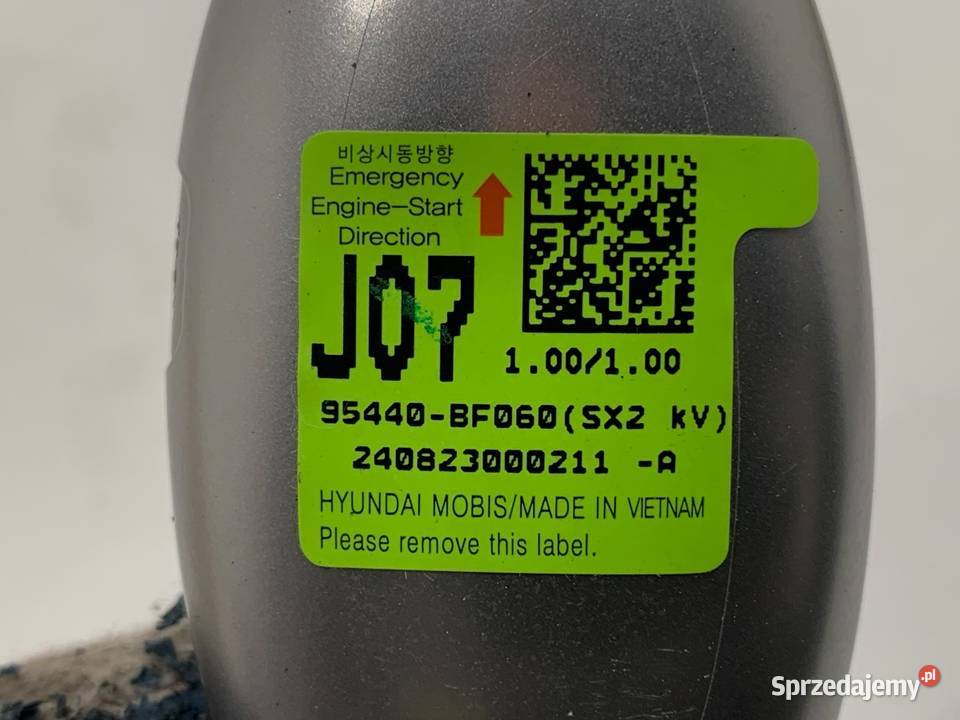 비상시동방향
Emergency
Engine-Start
Direction
J07
1.00/1.00
95440-BF060(SX2 kV)
240823000211 -A
HYUNDAI MOBIS/MADE IN VIETNAM
Please remove this label.
Sprzedajemy.pl